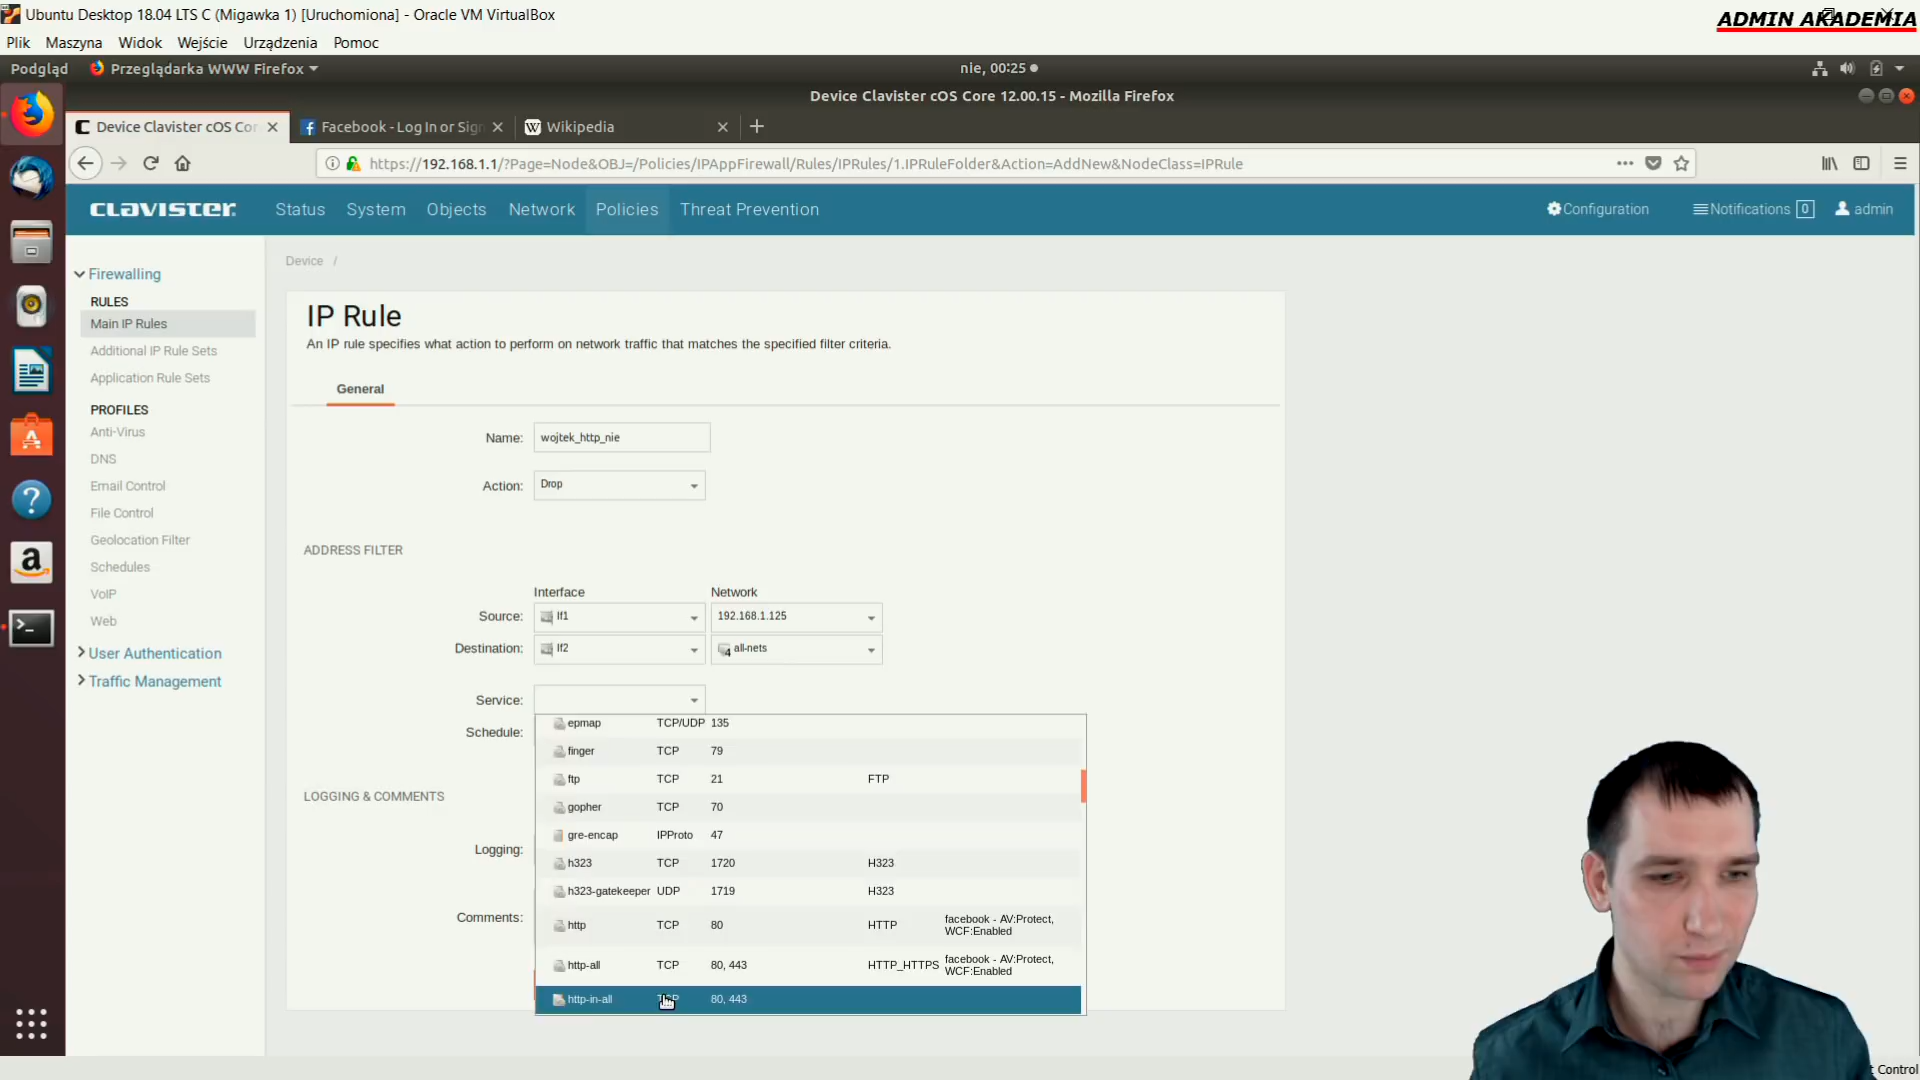 Ubuntu Desktop 18.04 LTS C (Migawka 1) [Uruchomiona] - Oracle VM VirtualBox
ADMIN AKADEMIA
Plik Maszyna Widok Wejście Urządzenia Pomoc
Podgląd Przeglądarka WWW Firefox nie, 00:25
Device Clavister cOS Core 12.00.15 - Mozilla Firefox
Device Clavister cOS Cor Facebook - Log In or Sign Wikipedia
https://192.168.1.1/?Page=Node&OBJ=/Policies/IPAppFirewall/Rules/IPRules/1.IPRuleFolder&Action=AddNew&NodeClass=IPRule
CLAVISTER Status System Objects Network Policies Threat Prevention Configuration Notifications 0 admin
Firewalling
RULES
Main IP Rules
Additional IP Rule Sets
Application Rule Sets
PROFILES
Anti-Virus
DNS
Email Control
File Control
Geolocation Filter
Schedules
VoIP
Web
User Authentication
Traffic Management
Device /
IP Rule
An IP rule specifies what action to perform on network traffic that matches the specified filter criteria.
General
Name: wojtek_http_nie
Action: Drop
ADDRESS FILTER
Interface Network
Source: If1 192.168.1.125
Destination: If2 4 all-nets
Service:
Schedule:
LOGGING & COMMENTS
Logging:
Comments:
epmap TCP/UDP 135
finger TCP 79
ftp TCP 21 FTP
gopher TCP 70
gre-encap IPProto 47
h323 TCP 1720 H323
h323-gatekeeper UDP 1719 H323
http TCP 80 HTTP facebook - AV:Protect, WCF:Enabled
http-all TCP 80, 443 HTTP_HTTPS facebook - AV:Protect, WCF:Enabled
http-in-all TCP 80, 443
Control